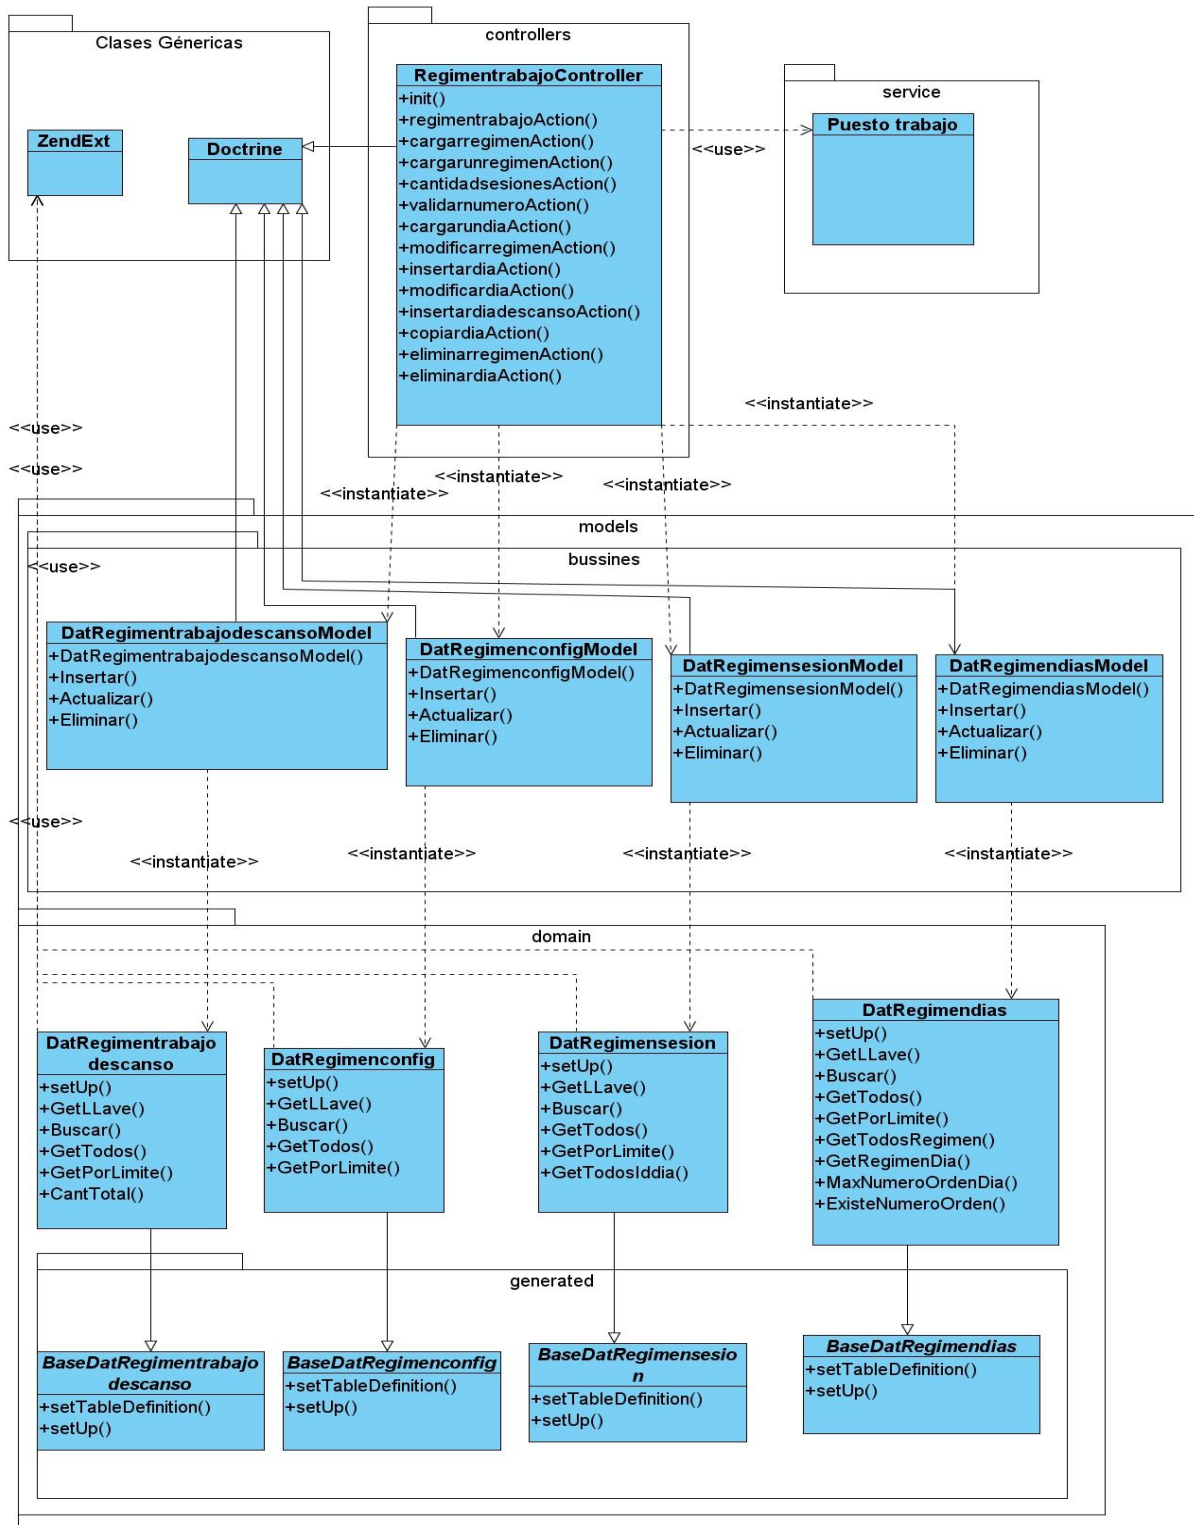 Clases Génericas
ZendExt
Doctrine
controllers
RegimentrabajoController
+init()
+regimentrabajoAction()
+cargarregimenAction()
+cargarunregimenAction()
+cantidadsesionesAction()
+validarnumeroAction()
+cargarundiaAction()
+modificarregimenAction()
+insertardiaAction()
+modificardiaAction()
+insertardiadescansoAction()
+copiardiaAction()
+eliminarregimenAction()
+eliminardiaAction()
<<use>>
service
Puesto trabajo
<<instantiate>>
<<use>>
<<use>>
<<instantiate>>
<<instantiate>>
<<instantiate>>
models
bussines
<<use>>
DatRegimentrabajodescansoModel
+DatRegimentrabajodescansoModel()
+Insertar()
+Actualizar()
+Eliminar()
DatRegimenconfigModel
+DatRegimenconfigModel()
+Insertar()
+Actualizar()
+Eliminar()
DatRegimensesionModel
+DatRegimensesionModel()
+Insertar()
+Actualizar()
+Eliminar()
DatRegimendiasModel
+DatRegimendiasModel()
+Insertar()
+Actualizar()
+Eliminar()
<<use>>
<<instantiate>>
<<instantiate>>
<<instantiate>>
<<instantiate>>
domain
DatRegimentrabajo
descanso
+setUp()
+GetLLave()
+Buscar()
+GetTodos()
+GetPorLimite()
+CantTotal()
DatRegimenconfig
+setUp()
+GetLLave()
+Buscar()
+GetTodos()
+GetPorLimite()
DatRegimensesion
+setUp()
+GetLLave()
+Buscar()
+GetTodos()
+GetPorLimite()
+GetTodosIddia()
DatRegimendias
+setUp()
+GetLLave()
+Buscar()
+GetTodos()
+GetPorLimite()
+GetTodosRegimen()
+GetRegimenDia()
+MaxNumeroOrdenDia()
+ExisteNumeroOrden()
generated
BaseDatRegimentrabajo
descanso
+setTableDefinition()
+setUp()
BaseDatRegimenconfig
+setTableDefinition()
+setUp()
BaseDatRegimensesio
n
+setTableDefinition()
+setUp()
BaseDatRegimendias
+setTableDefinition()
+setUp()